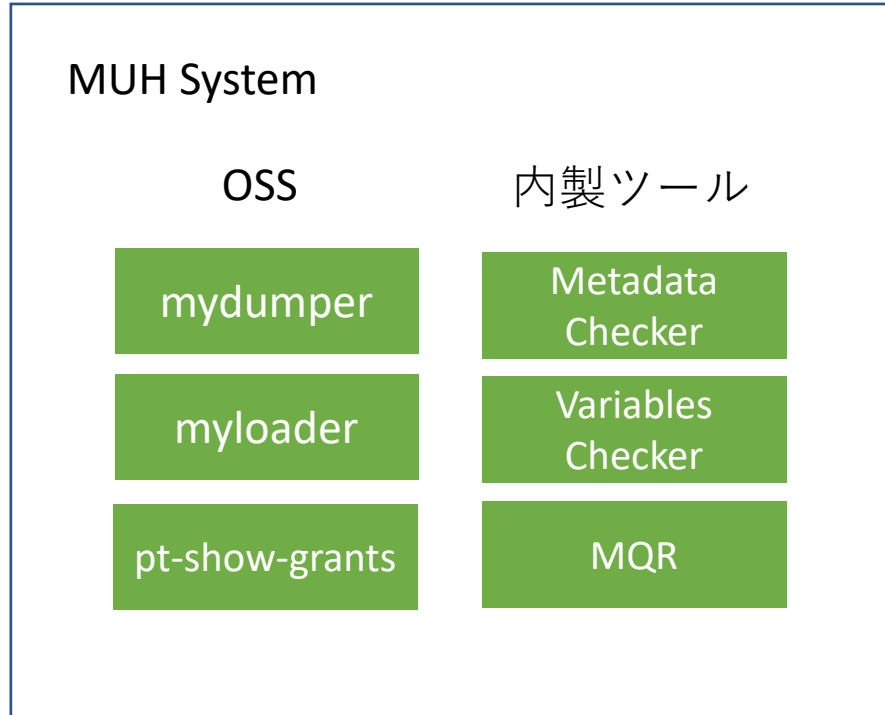 MUH System
OSS
mydumper
myloader
pt-show-grants
内製ツール
Metadata
Checker
Variables
Checker
MQR